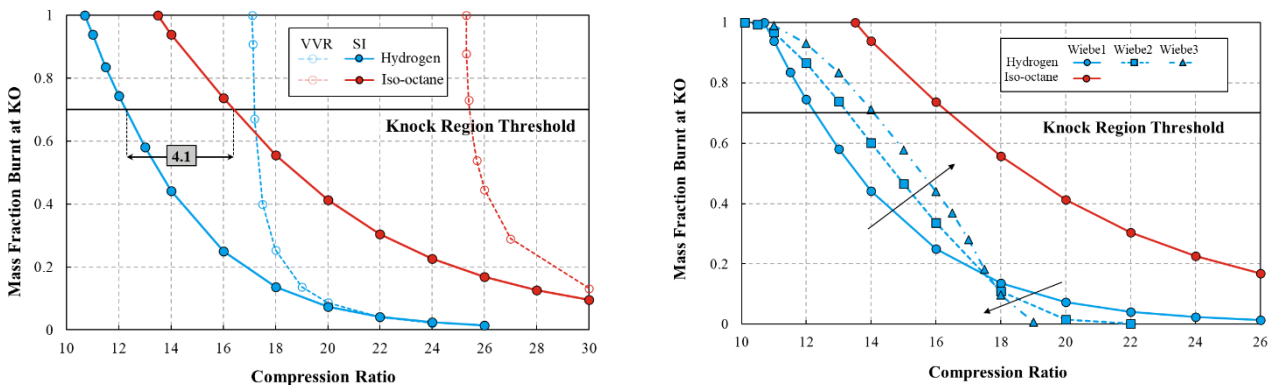 Mass Fraction Burnt at KO
1
0.8
0.6
0.4
0.2
0
VVR SI
Hydrogen
Iso-octane
Knock Region Threshold
4.1
10 12 14 16 18 20 22 24 26 28 30
Compression Ratio
Mass Fraction Burnt at KO
1
0.8
0.6
0.4
0.2
0
Wiebe1 Wiebe2 Wiebe3
Hydrogen
Iso-octane
Knock Region Threshold
10 12 14 16 18 20 22 24 26
Compression Ratio